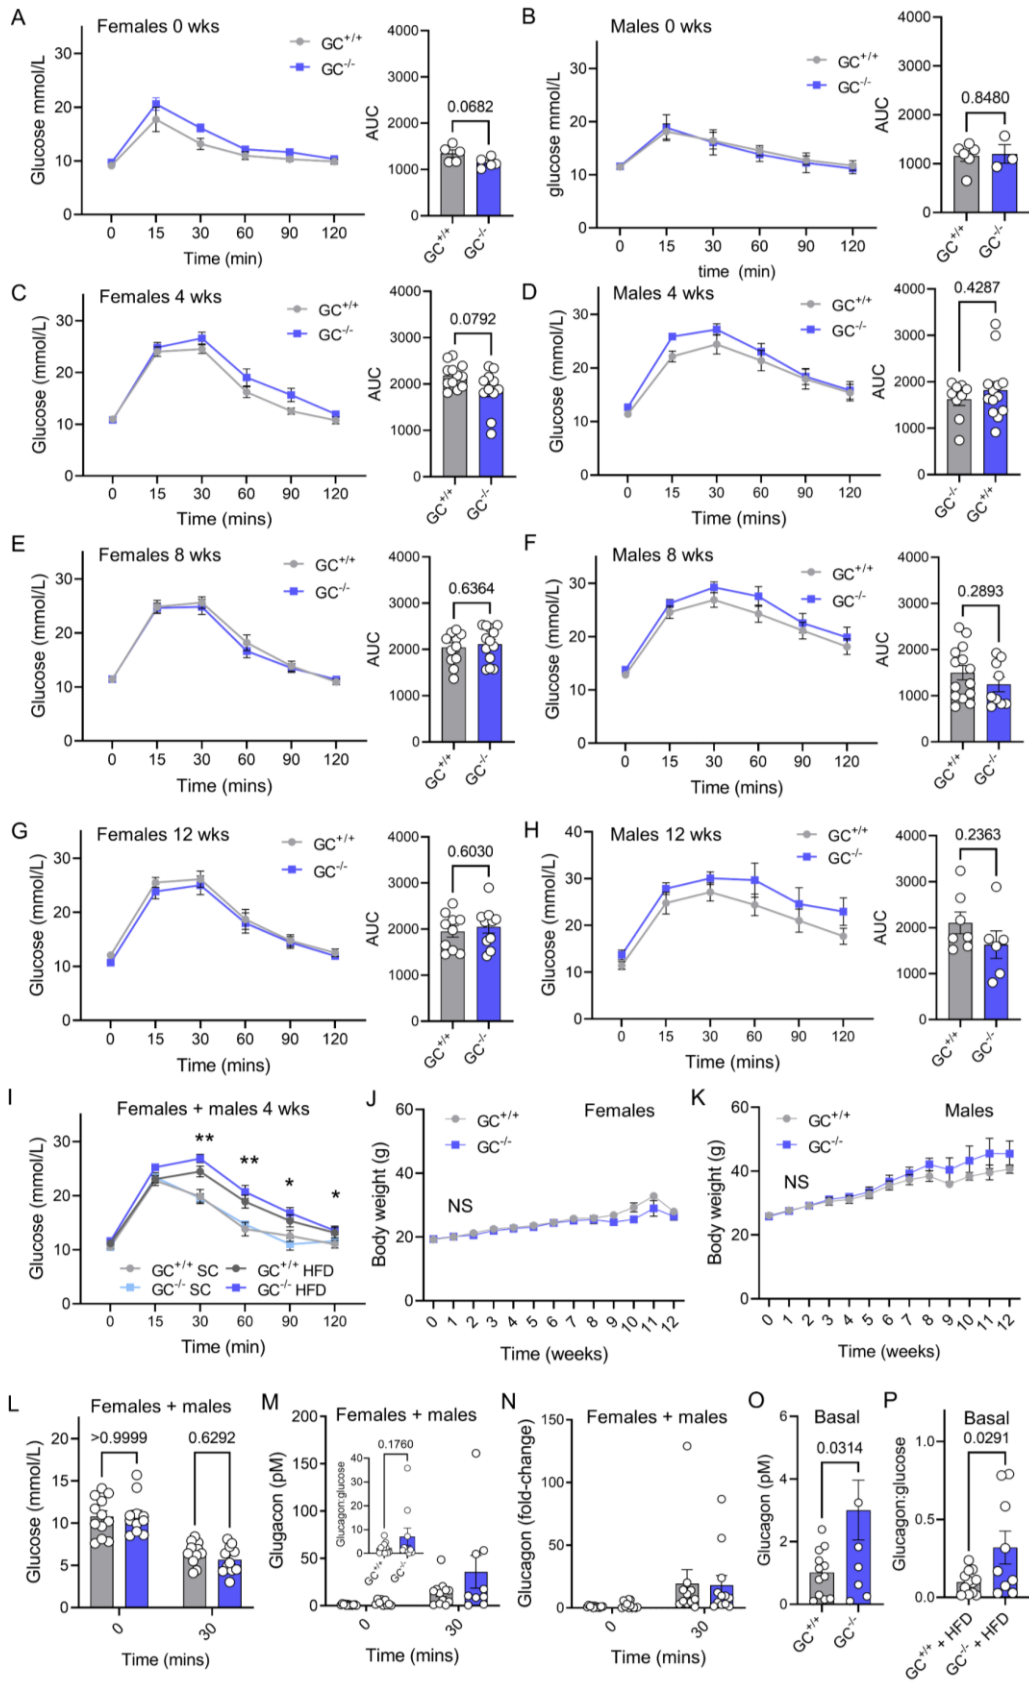 A
Females 0 wks
GC+/+
GC-/-
Glucose mmol/L
30
20
10
0
0 15 30 60 90 120
Time (min)
AUC
4000
3000
2000
1000
0
0.0682
GC+/+
GC-/-
B
Males 0 wks
GC+/+
GC-/-
glucose mmol/L
30
20
10
0
0 15 30 60 90 120
time (min)
AUC
4000
3000
2000
1000
0
0.8480
GC+/+
GC-/-
C
Females 4 wks
GC+/+
GC-/-
Glucose (mmol/L)
30
20
10
0
0 15 30 60 90 120
Time (mins)
AUC
4000
3000
2000
1000
0
0.0792
GC+/+
GC-/-
D
Males 4 wks
GC+/+
GC-/-
Glucose (mmol/L)
30
20
10
0
0 15 30 60 90 120
Time (mins)
AUC
4000
3000
2000
1000
0
0.4287
GC-/-
GC+/+
E
Females 8 wks
GC+/+
GC-/-
Glucose (mmol/L)
30
20
10
0
0 15 30 60 90 120
Time (mins)
AUC
4000
3000
2000
1000
0
0.6364
GC+/+
GC-/-
F
Males 8 wks
GC+/+
GC-/-
Glucose (mmol/L)
30
20
10
0
0 15 30 60 90 120
Time (mins)
AUC
4000
3000
2000
1000
0
0.2893
GC+/+
GC-/-
G
Females 12 wks
GC+/+
GC-/-
Glucose (mmol/L)
30
20
10
0
0 15 30 60 90 120
Time (mins)
AUC
4000
3000
2000
1000
0
0.6030
GC+/+
GC-/-
H
Males 12 wks
GC+/+
GC-/-
Glucose (mmol/L)
40
30
20
10
0
0 15 30 60 90 120
Time (mins)
AUC
4000
3000
2000
1000
0
0.2363
GC+/+
GC-/-
I
Females + males 4 wks
Glucose (mmol/L)
30
20
10
0
** ** * *
GC+/+ SC GC+/+ HFD
GC-/- SC GC-/- HFD
0 15 30 60 90 120
Time (min)
J
Females
GC+/+
GC-/-
NS
Body weight (g)
60
40
20
0
0 1 2 3 4 5 6 7 8 9 10 11 12
Time (weeks)
K
Males
GC+/+
GC-/-
NS
Body weight (g)
60
40
20
0
0 1 2 3 4 5 6 7 8 9 10 11 12
Time (weeks)
L
Females + males
>0.9999 0.6292
Glucose (mmol/L)
20
15
10
5
0
0 30
Time (mins)
M
Females + males
Glugacon (pM)
200
150
100
50
0
0.1760
Glucagon:glucose
40
30
20
10
0
GC+/+
GC-/-
0 30
Time (mins)
N
Females + males
Glucagon (fold-change)
150
100
50
0
0 30
Time (mins)
O
Basal
0.0314
Glucagon (pM)
6
4
2
0
GC+/+
GC-/-
P
Basal
0.0291
Glucagon:glucose
1.0
0.5
0.0
GC+/+ + HFD
GC-/- + HFD